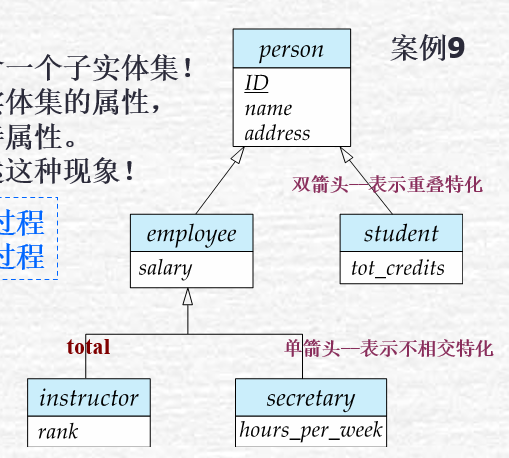 案例9
一个子实体集！
体集的属性，
属性。
这种现象！
过程
过程
person
ID
name
address
双箭头—表示重叠特化
employee
salary
student
tot_credits
total
单箭头—表示不相交特化
instructor
rank
secretary
hours_per_week